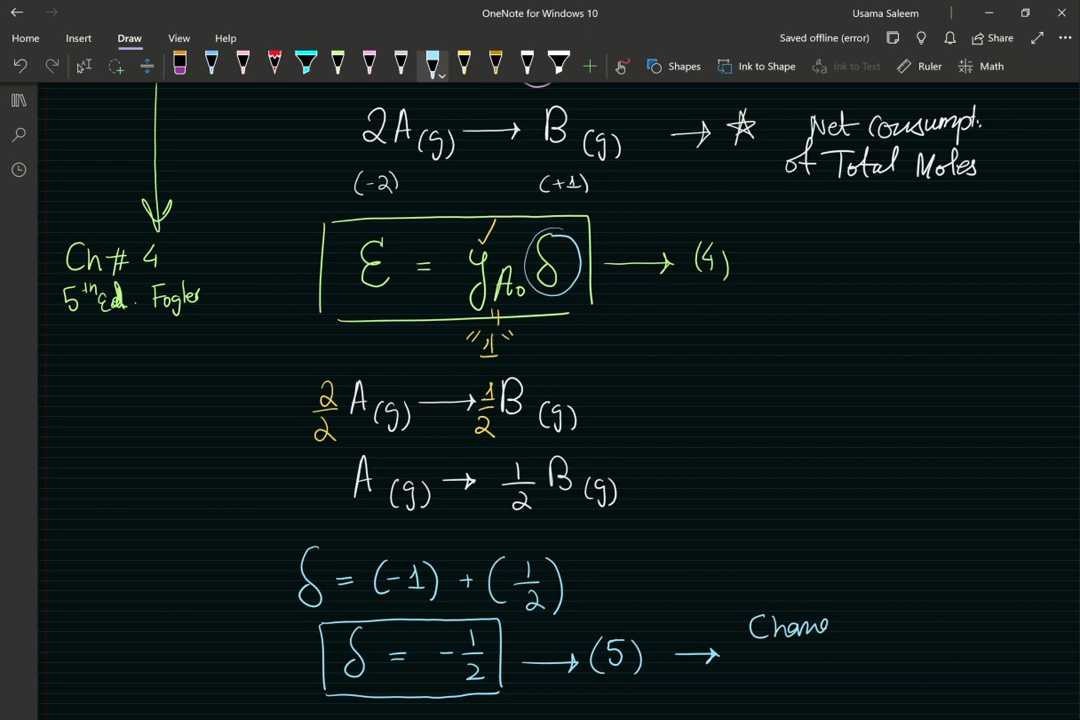 OneNote for Windows 10
Usama Saleem
Home Insert Draw View Help
Saved offline (error) Share
Shapes Ink to Shape Ink to Text Ruler Math
2A(g) → B(g) → ☆ Net Consumpt.
of Total Moles
(-2) (+1)
Ch# 4
5th Ed. Fogler
ε = yA₀ δ → (4)
"1"
2/2 A(g) → 1/2 B(g)
A(g) → 1/2 B(g)
δ = (-1) + (1/2)
δ = -1/2 → (5) → Chane